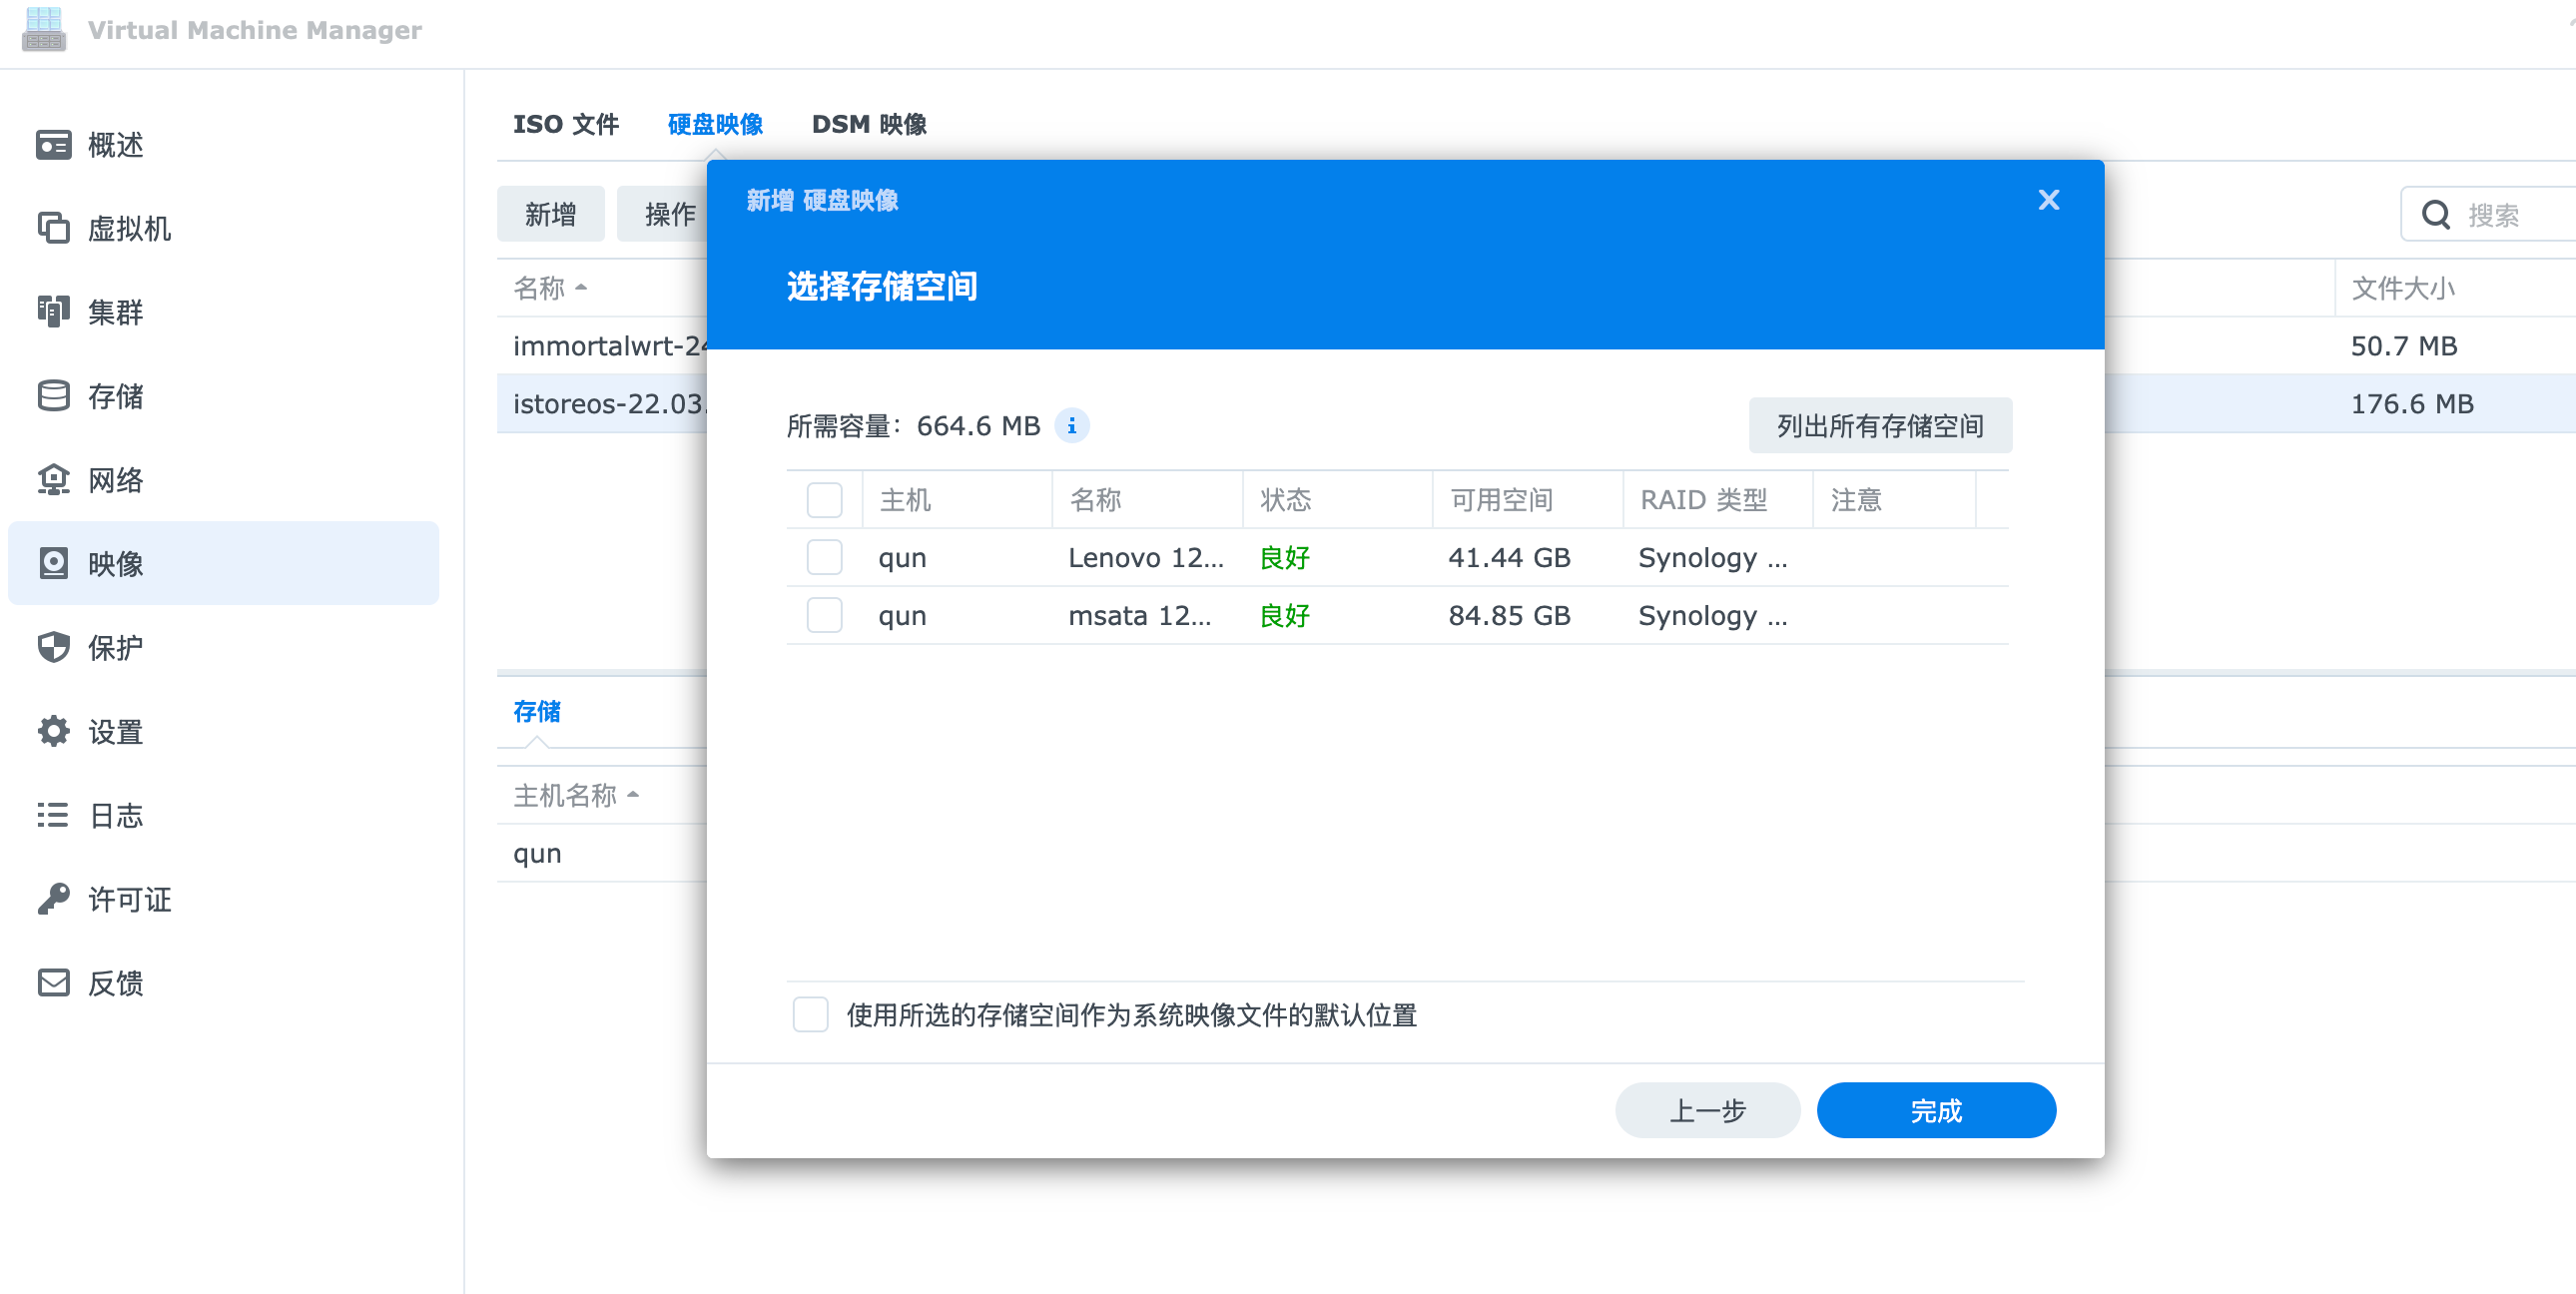 Virtual Machine Manager
概述
虚拟机
集群
存储
网络
映像
保护
设置
日志
许可证
反馈
ISO 文件 硬盘映像 DSM 映像
新增 操作 搜索
名称 文件大小
immortalwrt-24 50.7 MB
istoreos-22.03. 176.6 MB
存储
主机名称
qun
新增 硬盘映像
选择存储空间
所需容量：664.6 MB 列出所有存储空间
主机 名称 状态 可用空间 RAID 类型 注意
qun Lenovo 12... 良好 41.44 GB Synology ...
qun msata 12... 良好 84.85 GB Synology ...
使用所选的存储空间作为系统映像文件的默认位置
上一步 完成